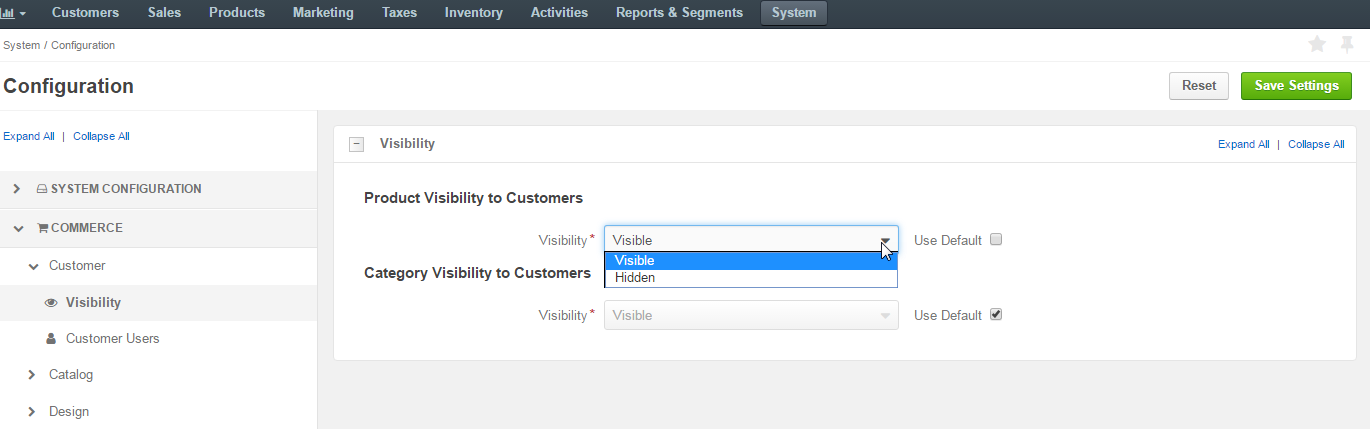 Customers Sales Products Marketing Taxes Inventory Activities Reports & Segments System
System / Configuration
Configuration
Reset Save Settings
Expand All | Collapse All
SYSTEM CONFIGURATION
COMMERCE
Customer
Visibility
Customer Users
Catalog
Design
Visibility
Expand All | Collapse All
Product Visibility to Customers
Visibility * Visible Use Default
Visible
Hidden
Category Visibility to Customers
Visibility * Visible Use Default